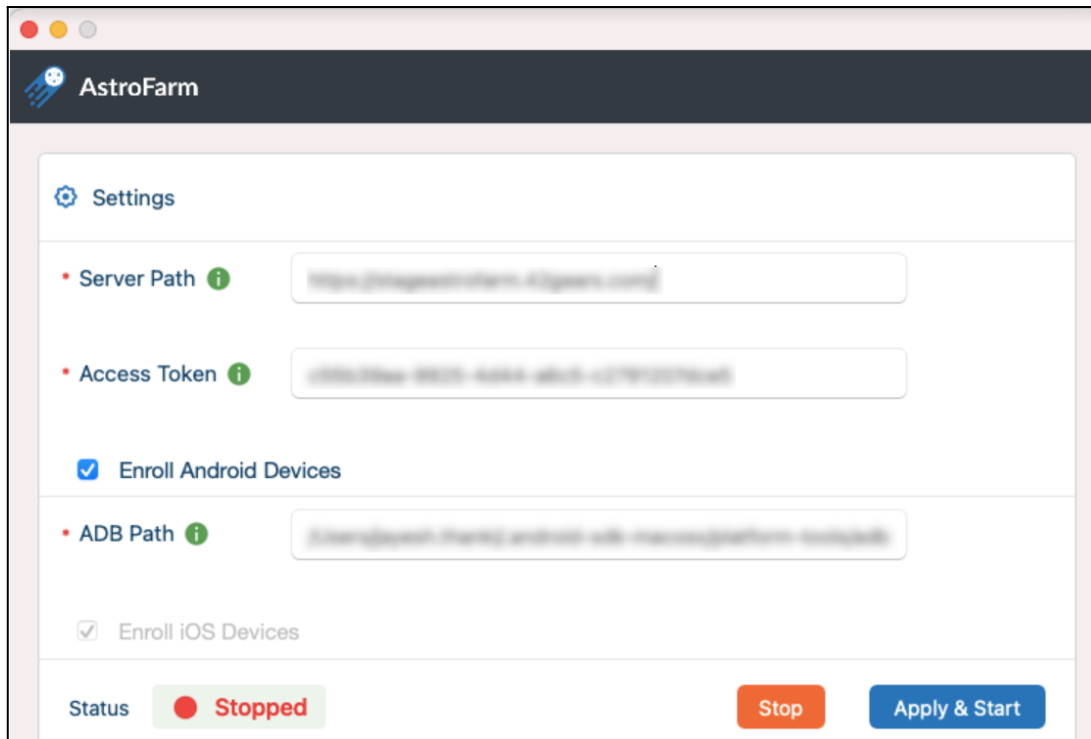 AstroFarm
Settings
* Server Path
* Access Token
Enroll Android Devices
* ADB Path
Enroll iOS Devices
Status Stopped Stop Apply & Start